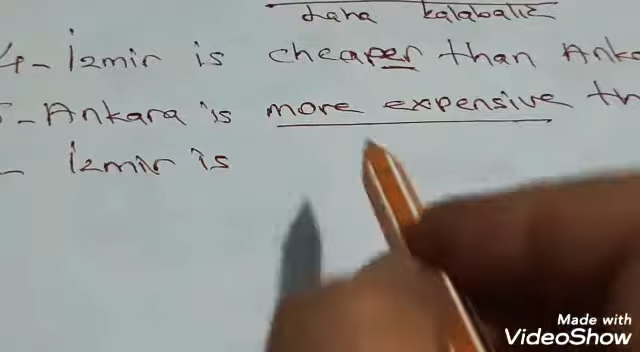 daha kalabalık
4- İzmir is cheaper than Anka
5-Ankara is more expensive th
- İzmir is
Made with
VideoShow